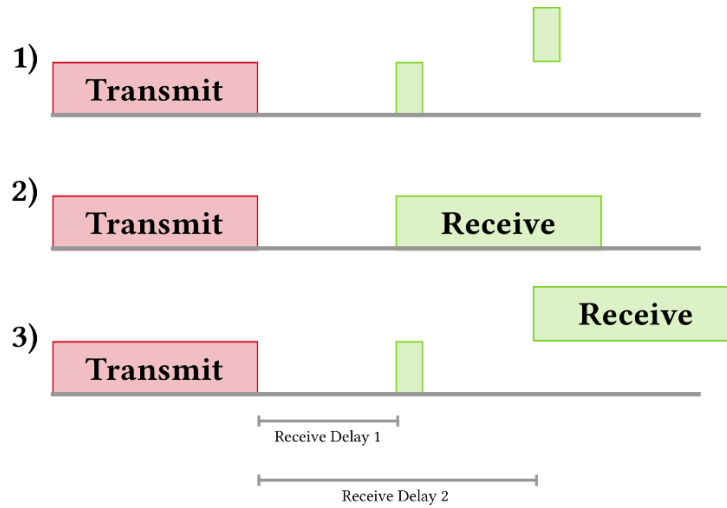 1)
Transmit
2)
Transmit
Receive
Receive
3)
Transmit
Receive Delay 1
Receive Delay 2